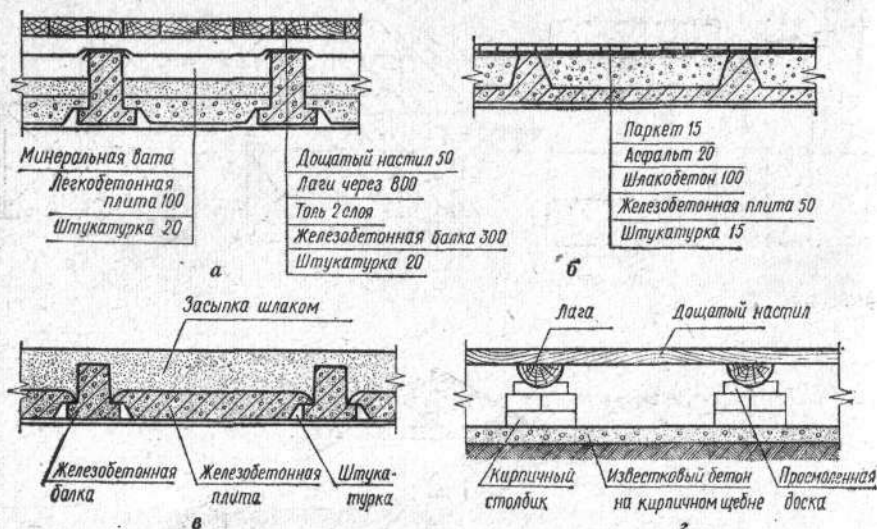 Минеральная вата
Легкобетонная
плита 100
Штукатурка 20
Дощатый настил 50
Лаги через 800
Толь 2 слоя
Железобетонная балка 300
Штукатурка 20
а
Паркет 15
Асфальт 20
Шлакобетон 100
Железобетонная плита 50
Штукатурка 15
б
Засыпка шлаком
Железобетонная
балка
Железобетонная
плита
Штука-
турка
в
Лага
Дощатый настил
Кирпичный
столбик
Известковый бетон
на кирпичном щебне
Просмоленная
доска